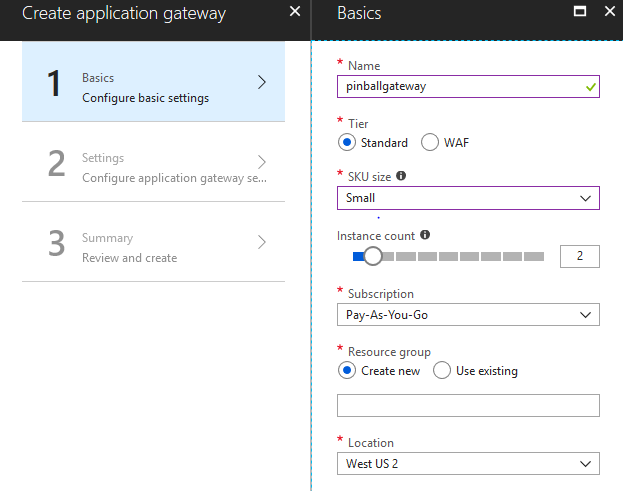 Create application gateway
1
Basics
Configure basic settings
2
Settings
Configure application gateway se...
3
Summary
Review and create
Basics
* Name
pinballgateway
* Tier
Standard
WAF
* SKU size
Small
Instance count
2
* Subscription
Pay-As-You-Go
* Resource group
Create new
Use existing
* Location
West US 2